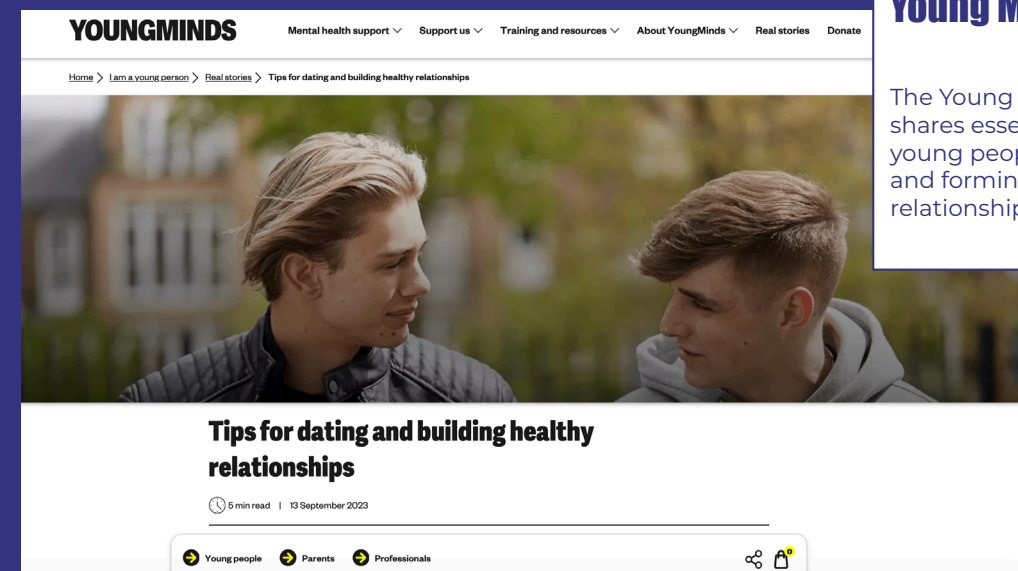 YOUNGMINDS
Mental health support Support us Training and resources About YoungMinds Real stories Donate
Home > I am a young person > Real stories > Tips for dating and building healthy relationships
Young M
The Young
shares esse
young peop
and formin
relationship
Tips for dating and building healthy
relationships
5 min read | 13 September 2023
Young people Parents Professionals
0